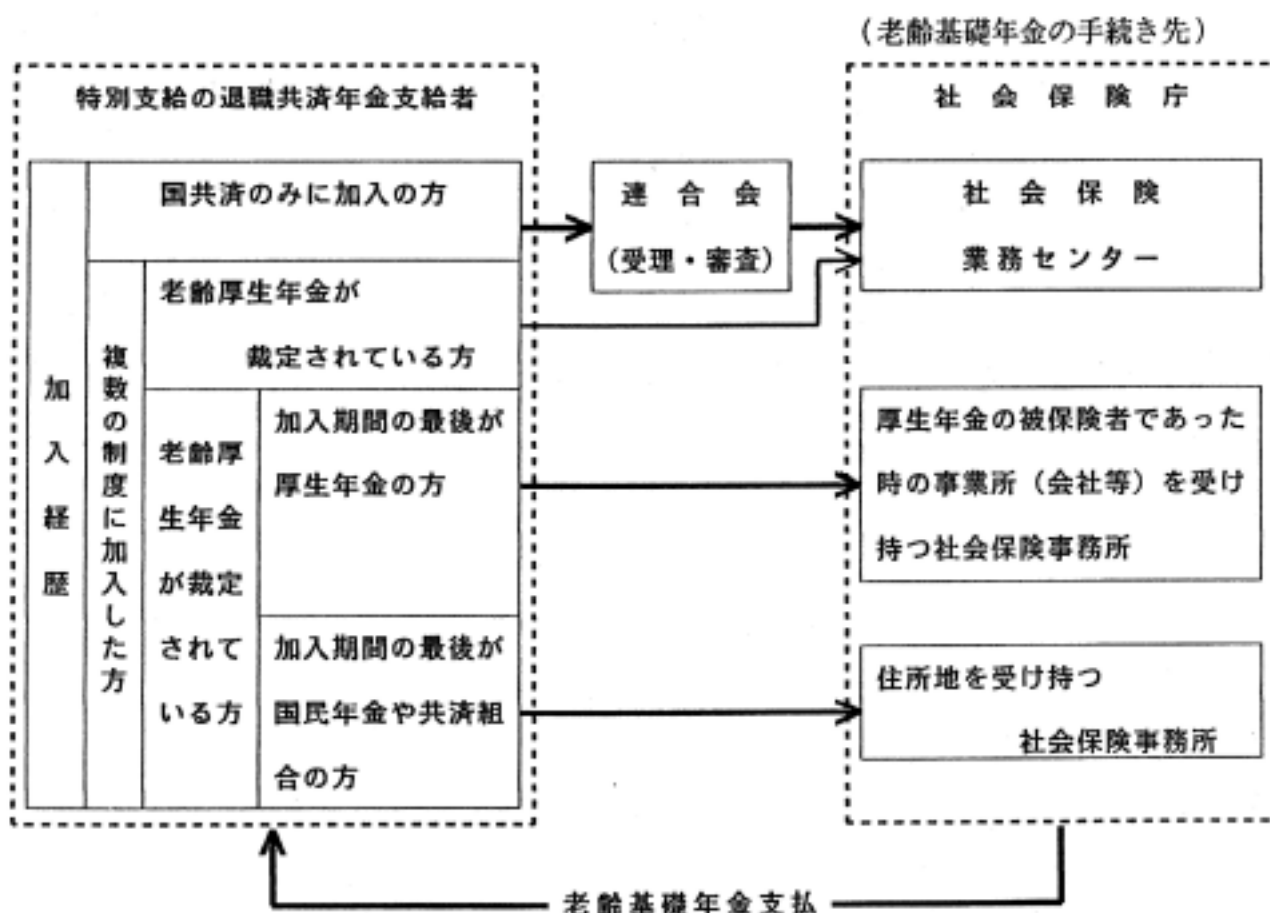 (老齢基礎年金の手続き先)
特別支給の退職共済年金支給者
社会保険庁
加入経歴
国共済のみに加入の方
連合会
(受理・審査)
社会保険
業務センター
複数の制度に加入した方
老齢厚生年金が
裁定されている方
老齢厚
生年金
が裁定
されて
いる方
加入期間の最後が
厚生年金の方
厚生年金の被保険者であった
時の事業所(会社等)を受け
持つ社会保険事務所
加入期間の最後が
国民年金や共済組
合の方
住所地を受け持つ
社会保険事務所
老齢基礎年金支払